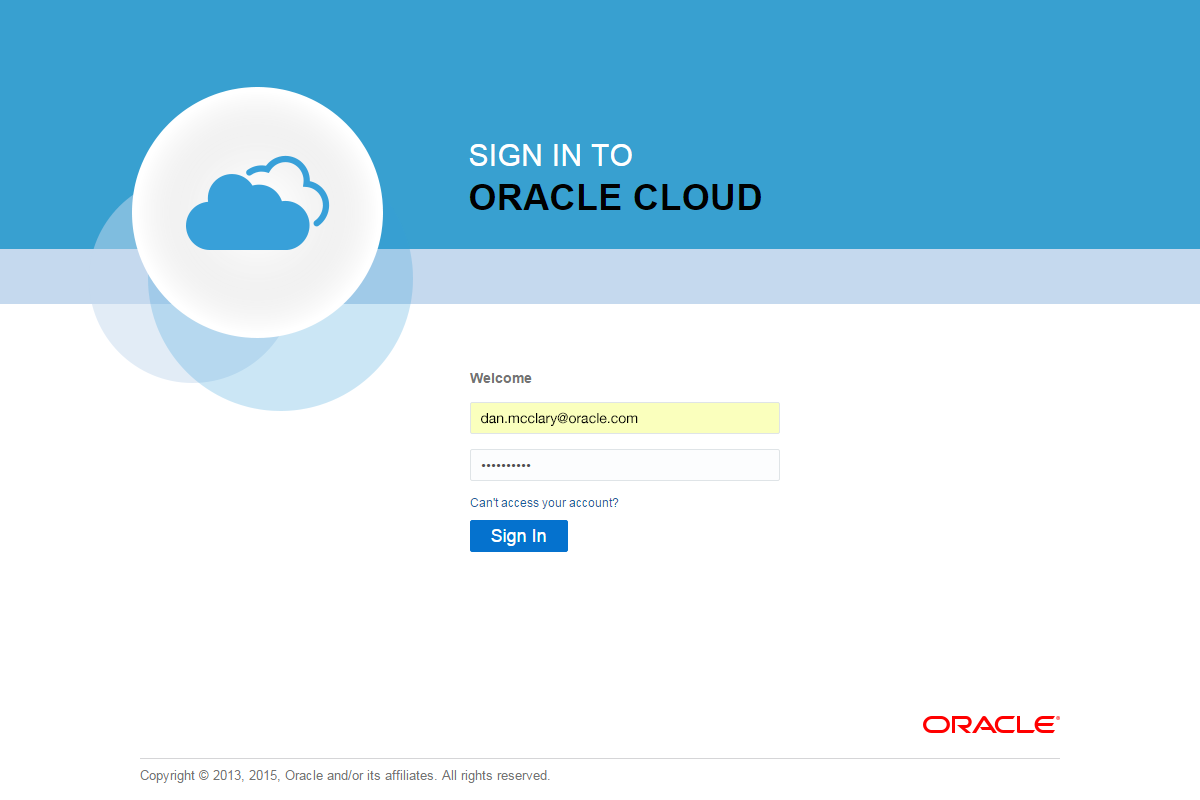 SIGN IN TO
ORACLE CLOUD
Welcome
dan.mcclary@oracle.com
••••••••••
Can't access your account?
Sign In
ORACLE®
Copyright © 2013, 2015, Oracle and/or its affiliates. All rights reserved.